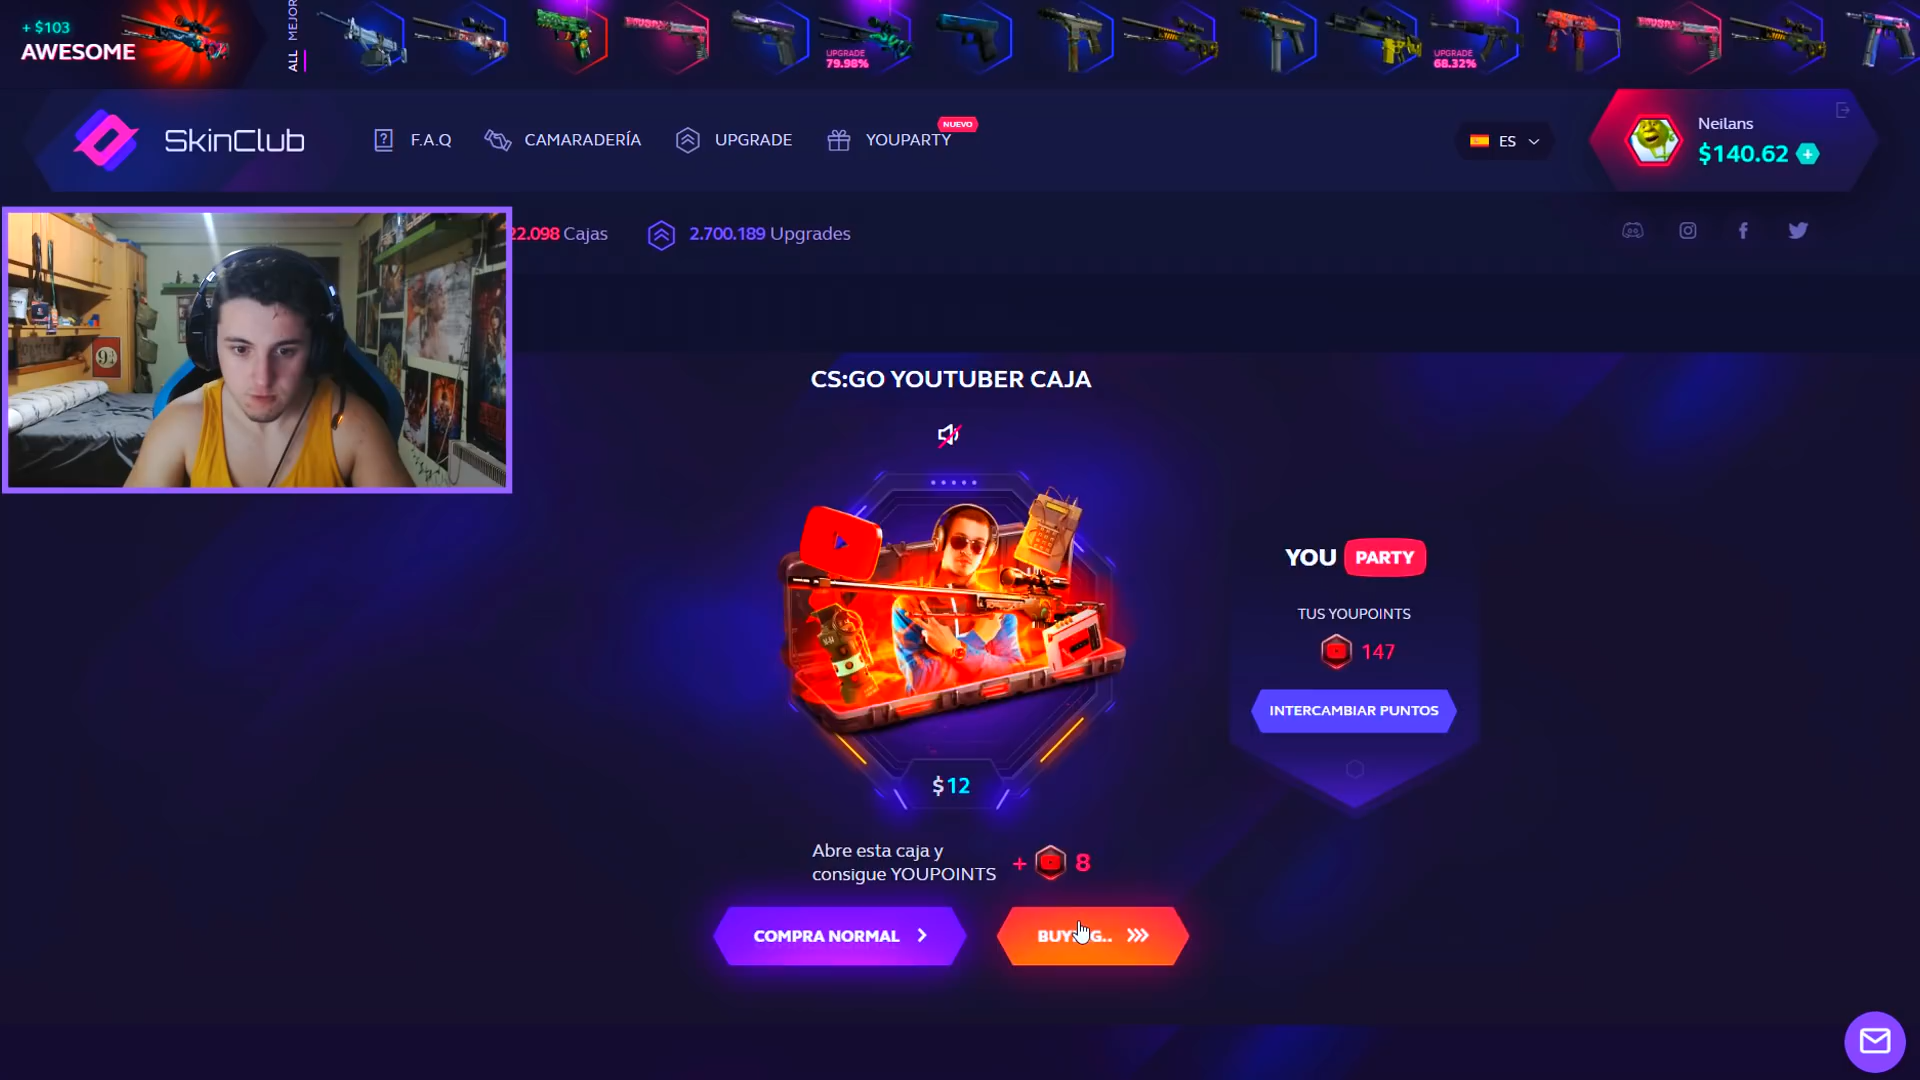 + $103
AWESOME
ALL
MEJOR
UPGRADE
79.98%
UPGRADE
68.32%
SkinClub
F.A.Q
CAMARADERÍA
UPGRADE
YOUPARTY
NUEVO
ES
Neilans
$140.62
22.098 Cajas
2.700.189 Upgrades
CS:GO YOUTUBER CAJA
$12
Abre esta caja y
consigue YOUPOINTS
+ 8
COMPRA NORMAL
YOU PARTY
TUS YOUPOINTS
147
INTERCAMBIAR PUNTOS